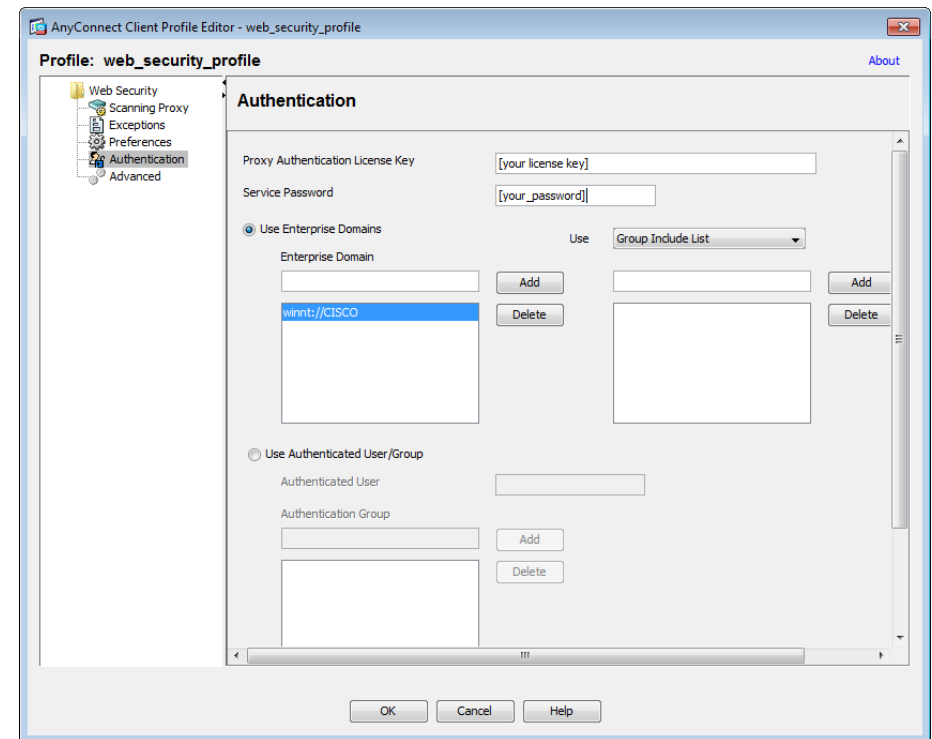 AnyConnect Client Profile Editor - web_security_profile
Profile: web_security_profile
About
Web Security
Scanning Proxy
Exceptions
Preferences
Authentication
Advanced
Authentication
Proxy Authentication License Key
[your license key]
Service Password
[your_password]
Use Enterprise Domains
Use
Group Include List
Enterprise Domain
Add
Add
winnt://CISCO
Delete
Delete
Use Authenticated User/Group
Authenticated User
Authentication Group
Add
Delete
OK
Cancel
Help